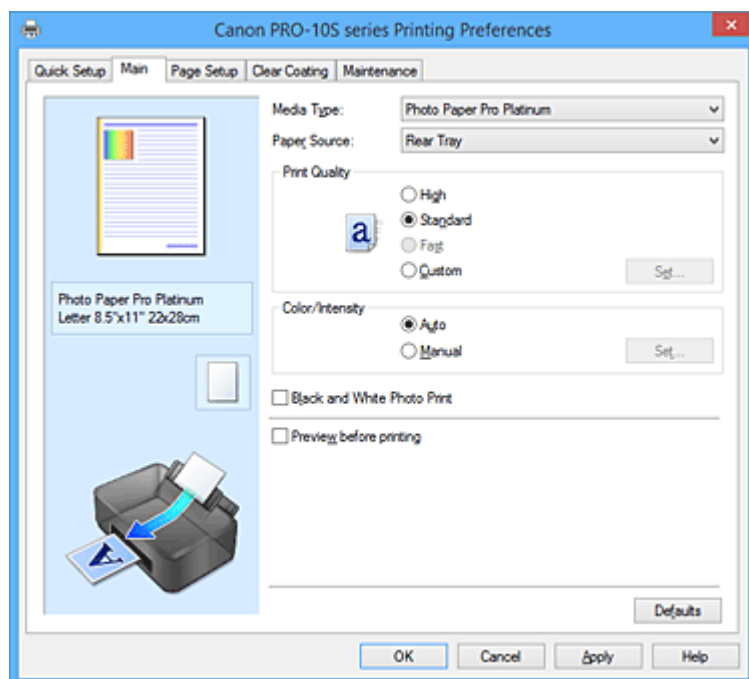 Canon PRO-10S series Printing Preferences
Quick Setup Main Page Setup Clear Coating Maintenance
Media Type: Photo Paper Pro Platinum
Paper Source: Rear Tray
Print Quality
High
a Standard
Fast
Custom Set...
Photo Paper Pro Platinum
Letter 8.5"x11" 22x28cm
Color/Intensity
Auto
Manual Set...
Black and White Photo Print
Preview before printing
A
Defaults
OK Cancel Apply Help